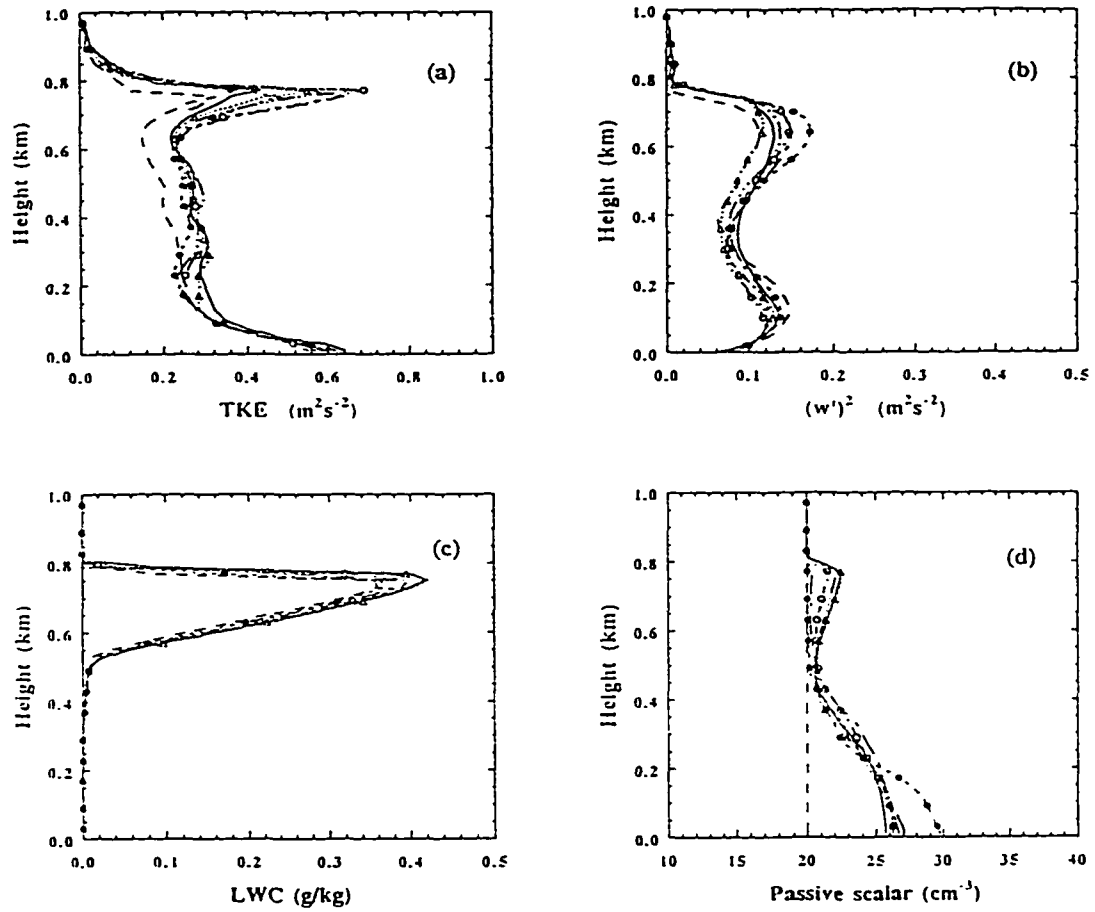 (a)
1.0
0.8
0.6
0.4
0.2
0.0
Height (km)
0.0 0.2 0.4 0.6 0.8 1.0
TKE (m²s⁻²)
(b)
1.0
0.8
0.6
0.4
0.2
0.0
Height (km)
0.0 0.1 0.2 0.3 0.4 0.5
(w')² (m²s⁻²)
(c)
1.0
0.8
0.6
0.4
0.2
0.0
Height (km)
0.0 0.1 0.2 0.3 0.4 0.5
LWC (g/kg)
(d)
1.0
0.8
0.6
0.4
0.2
0.0
Height (km)
10 15 20 25 30 35 40
Passive scalar (cm⁻³)